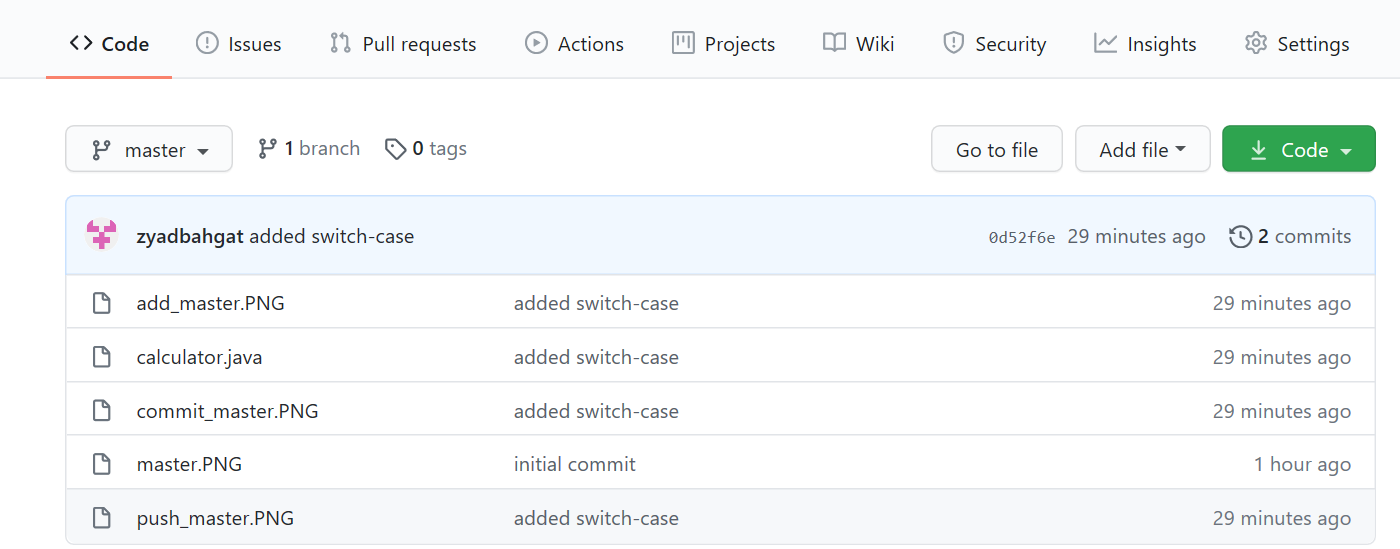 Code Issues Pull requests Actions Projects Wiki Security Insights Settings
master 1 branch 0 tags Go to file Add file Code
zyadbahgat added switch-case 0d52f6e 29 minutes ago 2 commits
add_master.PNG added switch-case 29 minutes ago
calculator.java added switch-case 29 minutes ago
commit_master.PNG added switch-case 29 minutes ago
master.PNG initial commit 1 hour ago
push_master.PNG added switch-case 29 minutes ago